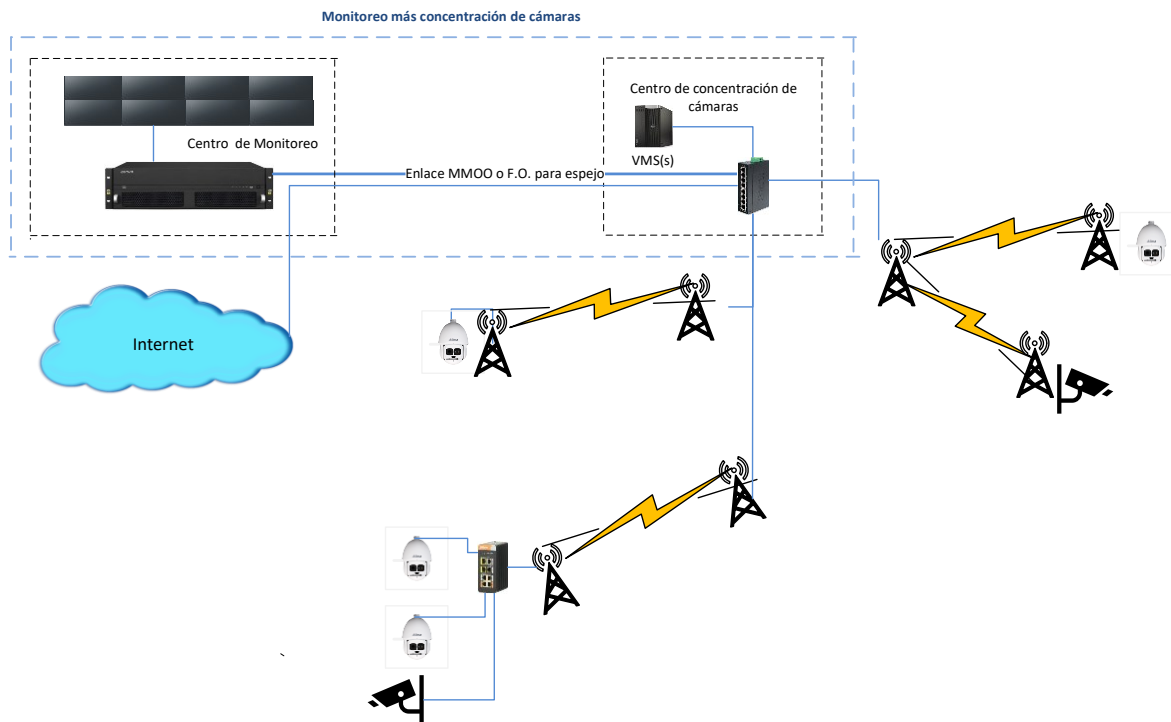 Monitoreo más concentración de cámaras
Centro de concentración de
cámaras
Centro de Monitoreo
VMS(s)
Enlace MMOO o F.O. para espejo
Internet